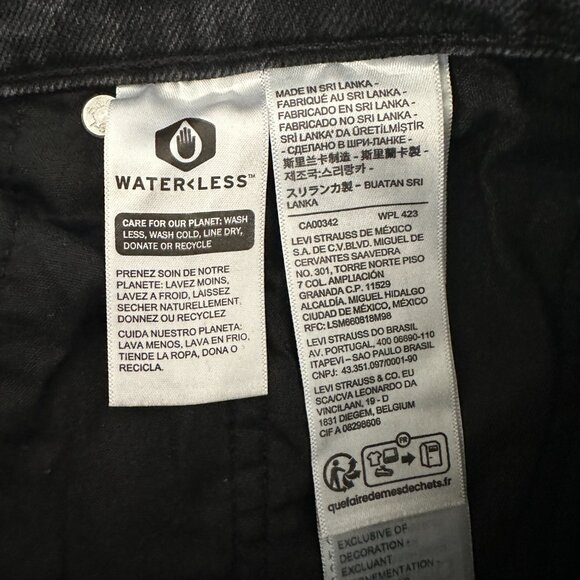 WATER<LESS™
CARE FOR OUR PLANET: WASH
LESS, WASH COLD, LINE DRY,
DONATE OR RECYCLE
PRENEZ SOIN DE NOTRE
PLANETE: LAVEZ MOINS,
LAVEZ A FROID, LAISSEZ
SECHER NATURELLEMENT,
DONNEZ OU RECYCLEZ
CUIDA NUESTRO PLANETA:
LAVA MENOS, LAVA EN FRIO,
TIENDE LA ROPA, DONA O
RECICLA.
MADE IN SRI LANKA -
FABRIQUÉ AU SRI LANKA -
FABRICADO EN SRI LANKA -
FABRICADO NO SRI LANKA -
SRİ LANKA' DA ÜRETİLMİŞTİR
- СДЕЛАНО В ШРИ-ЛАНКЕ -
斯里兰卡制造 - 斯里蘭卡製 -
제조국:스리랑카 -
スリランカ製 - BUATAN SRI
LANKA
CA00342 WPL 423
LEVI STRAUSS DE MÉXICO
S.A. DE C.V.BLVD. MIGUEL DE
CERVANTES SAAVEDRA
NO. 301, TORRE NORTE PISO
7 COL. AMPLIACIÓN
GRANADA C.P. 11529
ALCALDÍA. MIGUEL HIDALGO
CIUDAD DE MÉXICO, MÉXICO
RFC: LSM660818M98
LEVI STRAUSS DO BRASIL
AV. PORTUGAL, 400 06690-110
ITAPEVI – SAO PAULO BRASIL
CNPJ: 43.351.097/0001-90
LEVI STRAUSS & CO. EU
SCA/CVA LEONARDO DA
VINCILAAN, 19 - D
1831 DIEGEM, BELGIUM
CIF A 08298606
FR
quefairedemesdechets.fr
EXCLUSIVE OF
DECORATION -
EXCLUANT